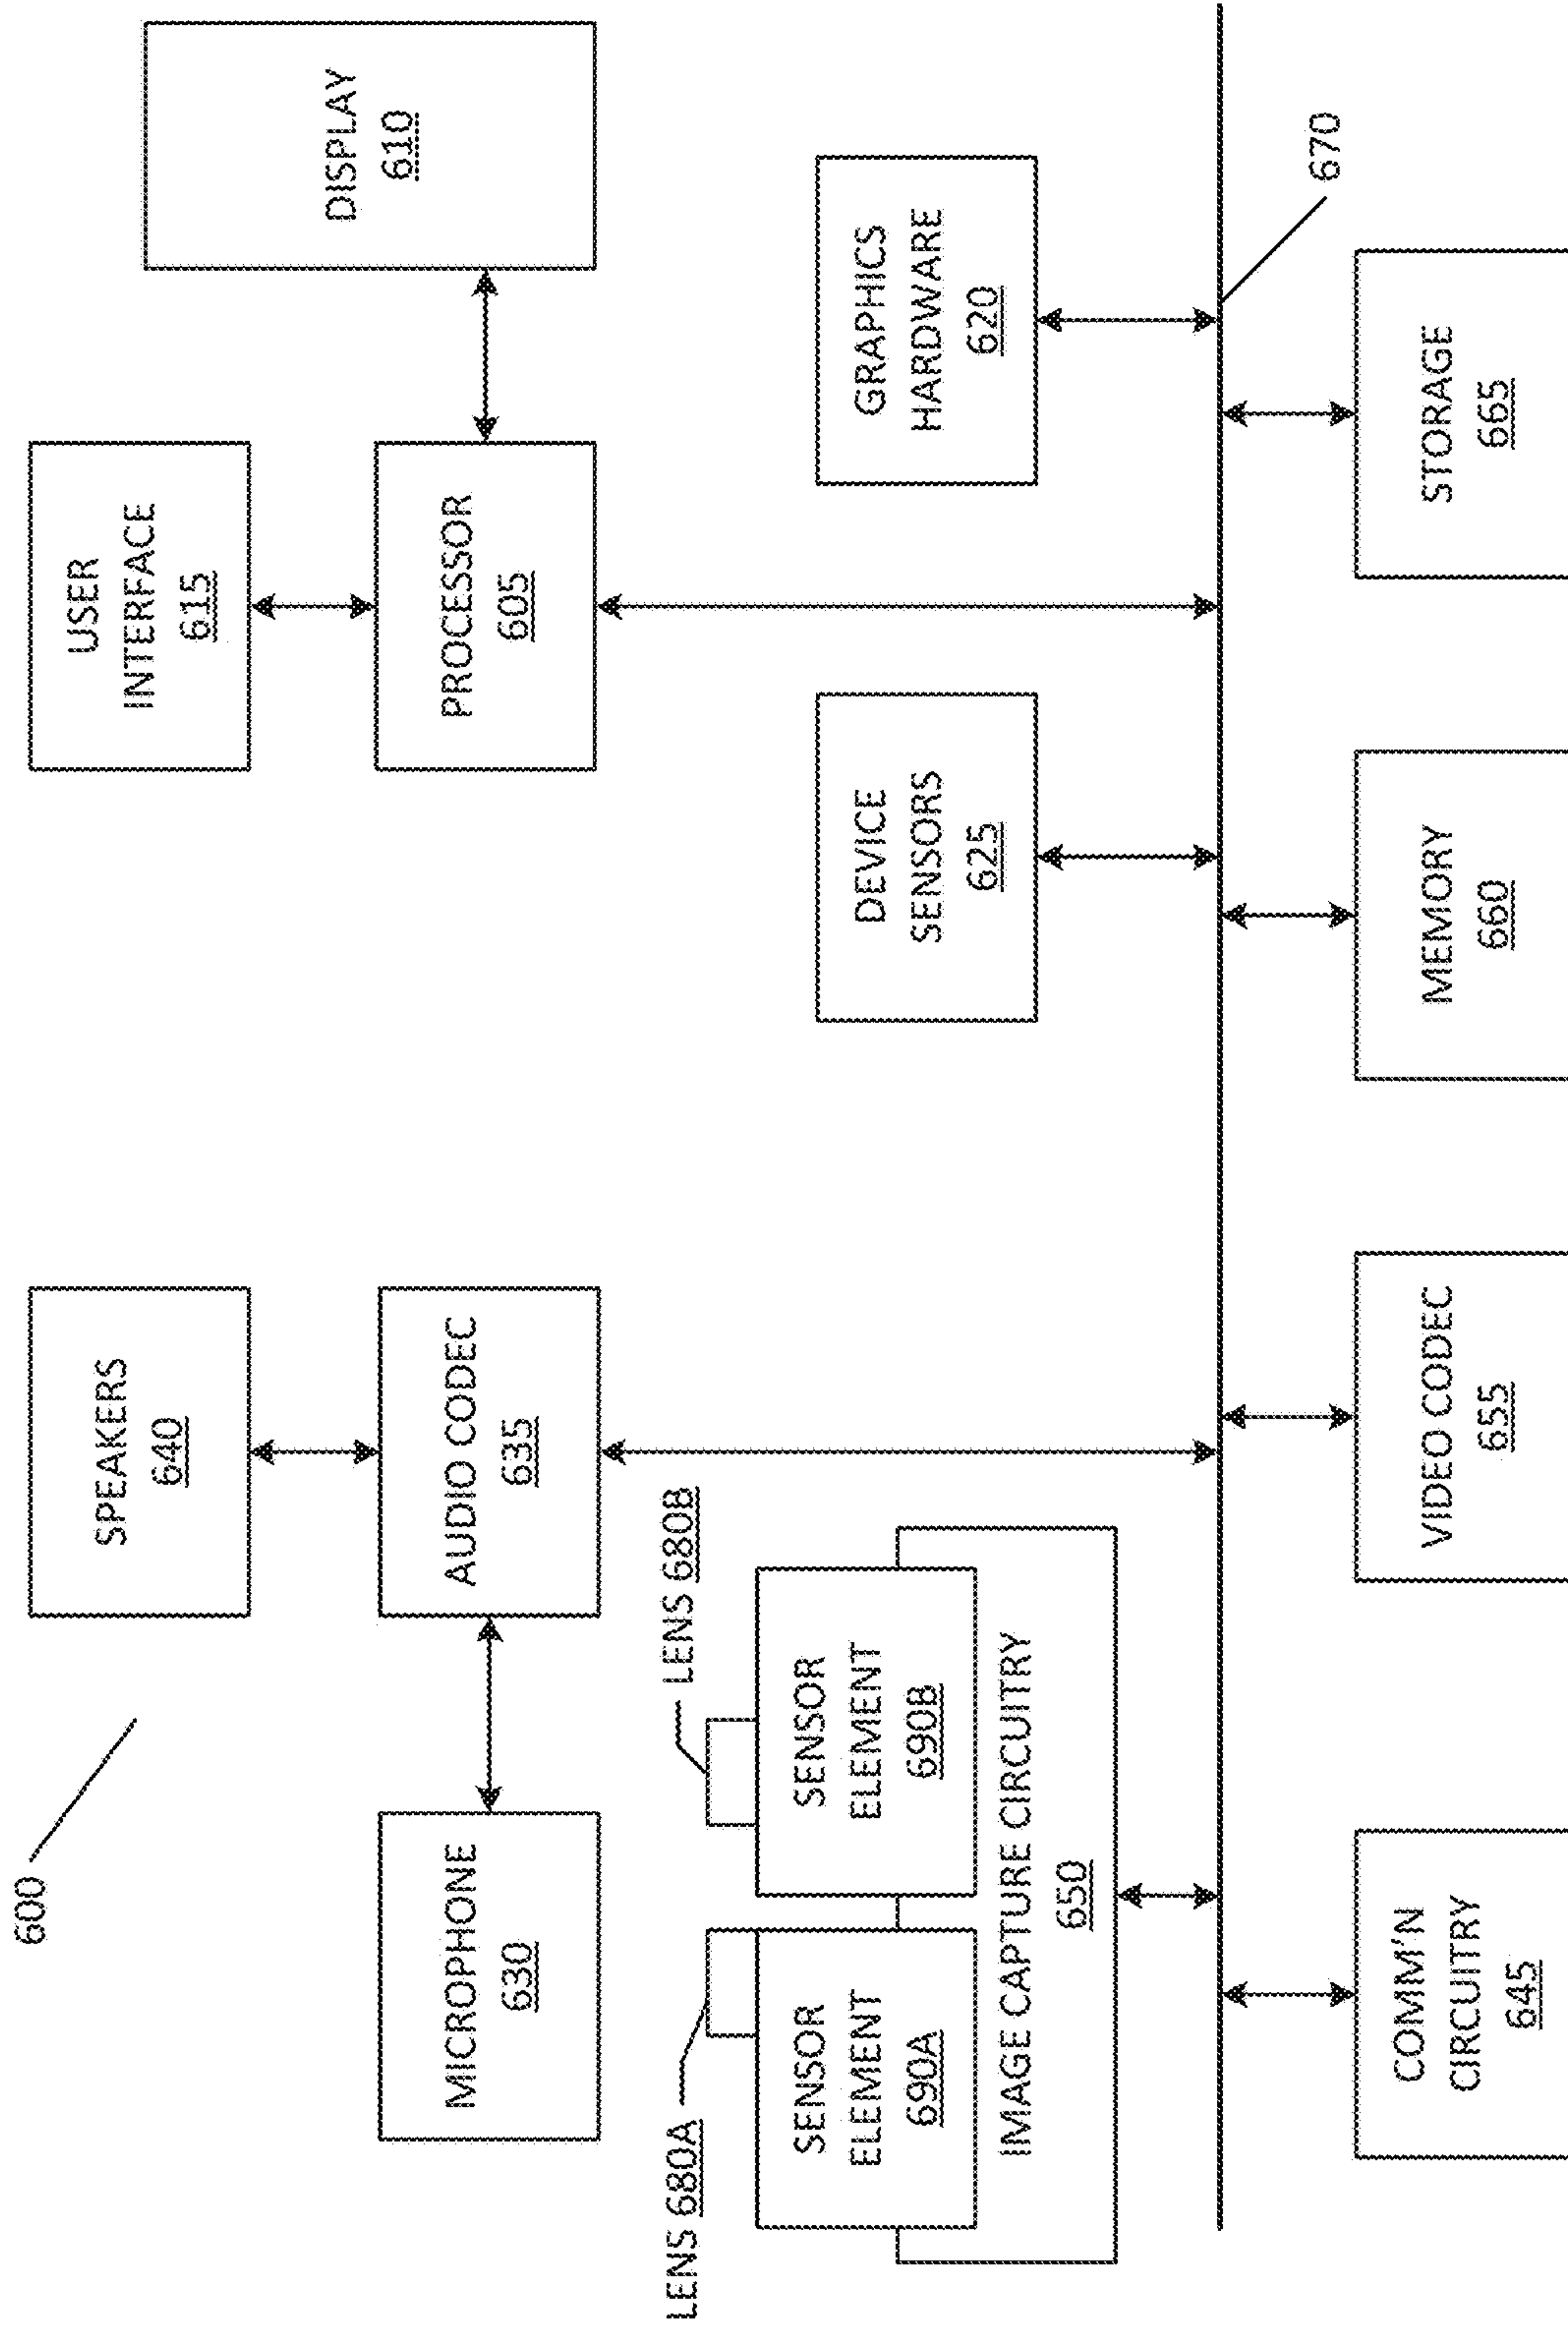 600
SPEAKERS
640
USER
INTERFACE
615
DISPLAY
610
MICROPHONE
630
AUDIO CODEC
635
PROCESSOR
605
LENS 680A
LENS 680B
SENSOR
ELEMENT
690A
SENSOR
ELEMENT
690B
IMAGE CAPTURE CIRCUITRY
650
DEVICE
SENSORS
625
GRAPHICS
HARDWARE
620
670
COMM'N
CIRCUITRY
645
VIDEO CODEC
655
MEMORY
660
STORAGE
665